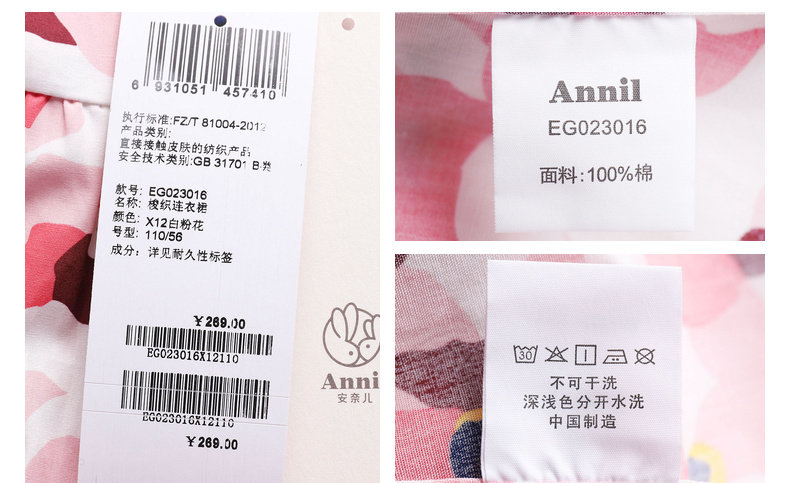 6 931051 457410
执行标准:FZ/T 81004-2012
产品类别:
直接接触皮肤的纺织产品
安全技术类别:GB 31701 B类
款号: EG023016
名称: 梭织连衣裙
颜色: X12白粉花
号型: 110/56
成分: 详见耐久性标签
¥269.00
EG023016X12110
EG023016X12110
¥269.00
Annil
安奈儿
Annil
EG023016
面料:100%棉
30
不可干洗
深浅色分开水洗
中国制造